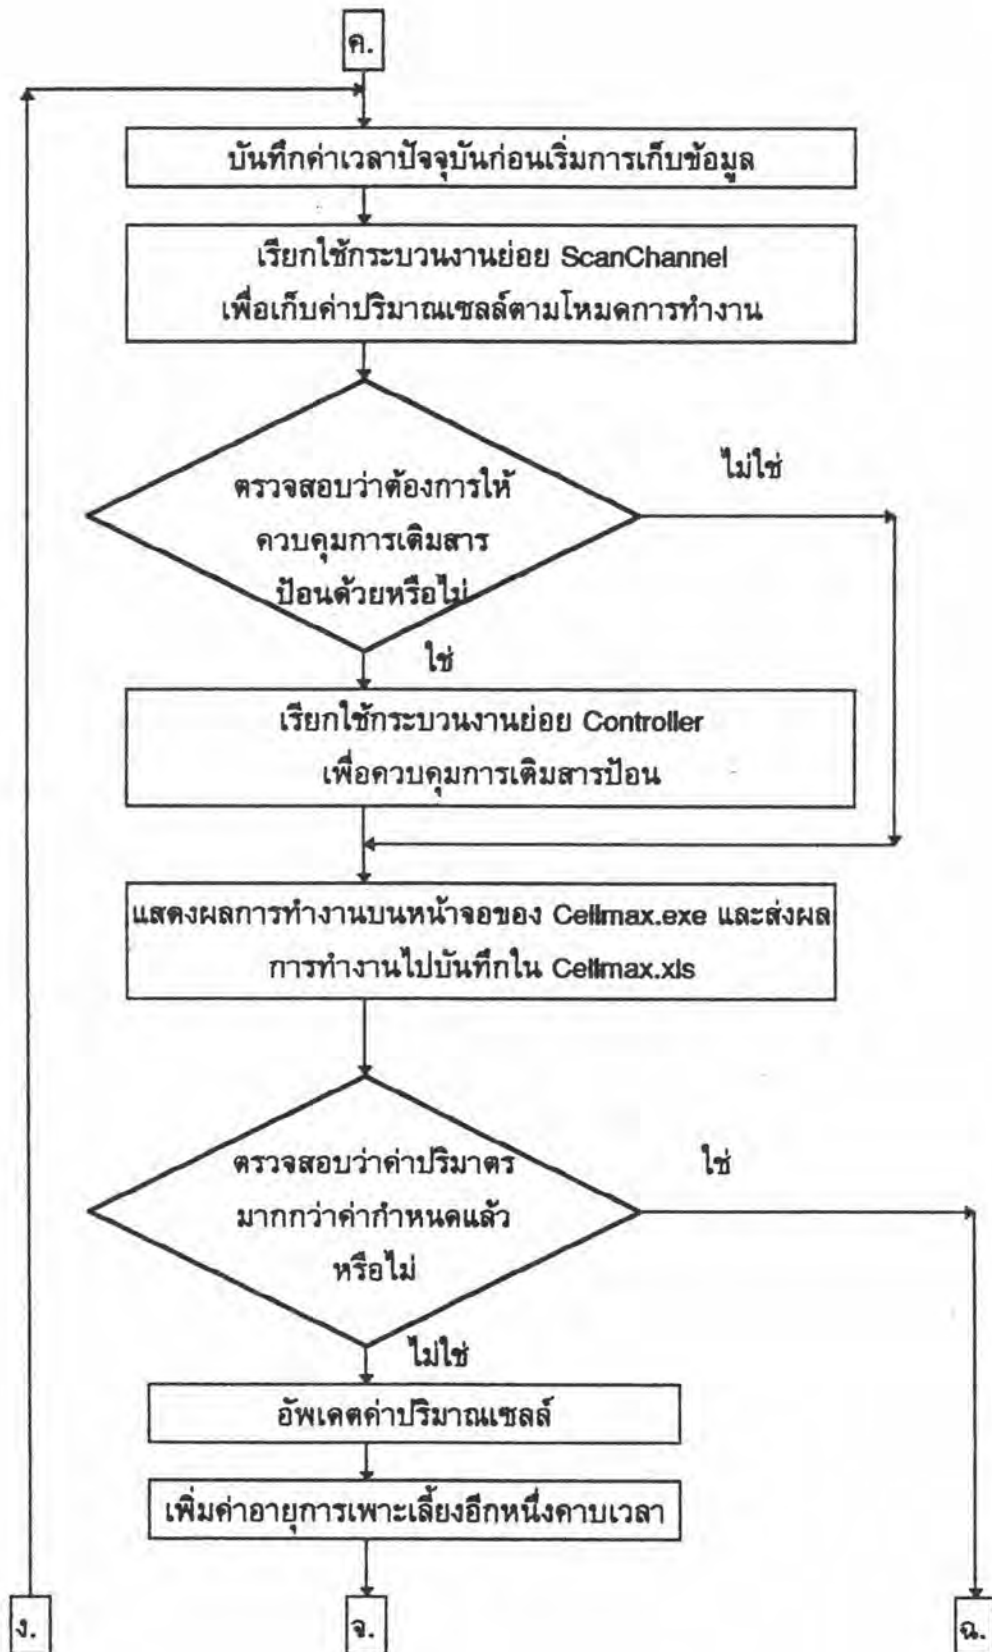 ค.
บันทึกค่าเวลาปัจจุบันก่อนเริ่มการเก็บข้อมูล
เรียกใช้กระบวนงานย่อย ScanChannel
เพื่อเก็บค่าปริมาณเซลล์ตามโหมดการทำงาน
ไม่ใช่
ตรวจสอบว่าต้องการให้
ควบคุมการเติมสาร
ป้อนด้วยหรือไม่
ใช่
เรียกใช้กระบวนงานย่อย Controller
เพื่อควบคุมการเติมสารป้อน
แสดงผลการทำงานบนหน้าจอของ Cellmax.exe และส่งผล
การทำงานไปบันทึกใน Cellmax.xls
ตรวจสอบว่าค่าปริมาตร
ใช่
มากกว่าค่ากำหนดแล้ว
หรือไม่
ไม่ใช่
อัพเดตค่าปริมาณเซลล์
เพิ่มค่าอายุการเพาะเลี้ยงอีกหนึ่งคาบเวลา
ง.
จ.
ฉ.